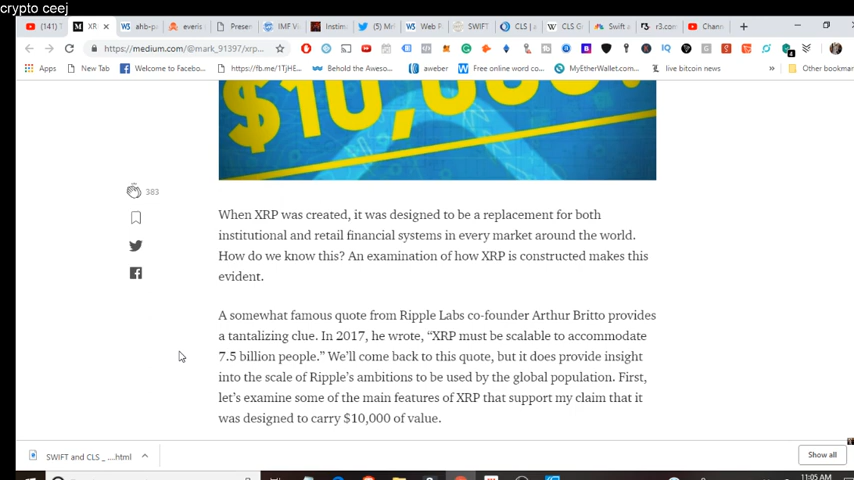 crypto ceej
(141) T
XR
ahb-p
everis
Presen
IMF V
Instim
Web P
SWIFT
CLS | a
CLS G
Swift a
r3.com
Chann
https://medium.com/@mark_91397/xrp...
Apps
New Tab
Welcome to Facebo...
https://fb.me/1TjHE...
Behold the Aweso...
aweber
Free online word co...
MyEtherWallet.com...
live bitcoin news
Other bookmar
$10,000?
383
When XRP was created, it was designed to be a replacement for both
institutional and retail financial systems in every market around the world.
How do we know this? An examination of how XRP is constructed makes this
evident.
A somewhat famous quote from Ripple Labs co-founder Arthur Britto provides
a tantalizing clue. In 2017, he wrote, “XRP must be scalable to accommodate
7.5 billion people.” We’ll come back to this quote, but it does provide insight
into the scale of Ripple’s ambitions to be used by the global population. First,
let’s examine some of the main features of XRP that support my claim that it
was designed to carry $10,000 of value.
SWIFT and CLS _ ....html
Show all
11:05 AM